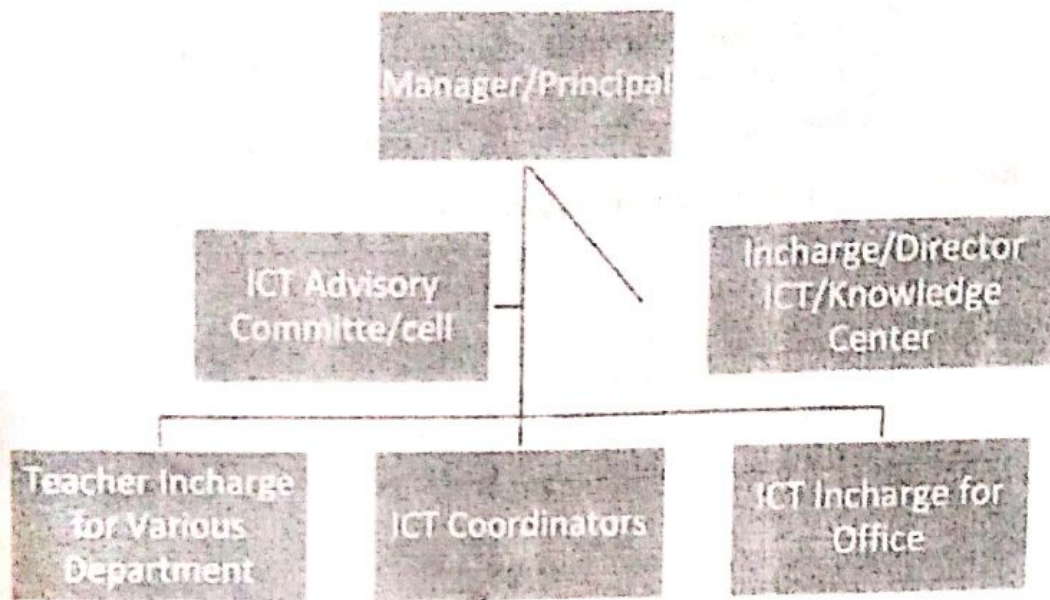 Manager/Principal
ICT Advisory
Committe/cell
Incharge/Director
ICT/Knowledge
Center
Teacher Incharge
for Various
Department
ICT Coordinators
ICT Incharge for
Office